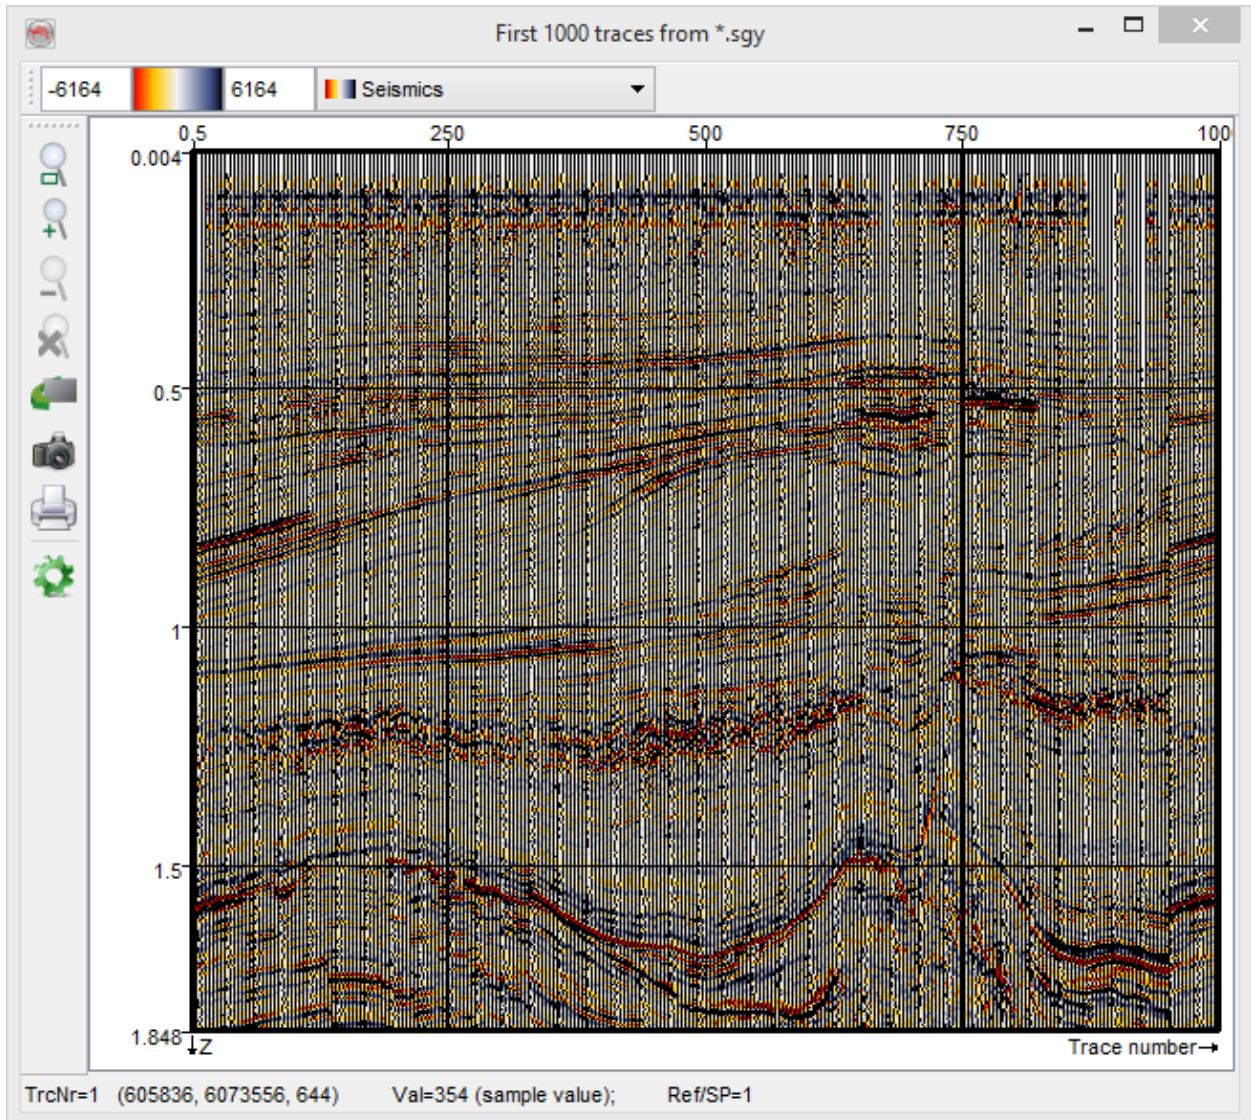 First 1000 traces from *.sgy
-6164 6164 Seismics
0.5 250 500 750 100
0.004
0.5
1
1.5
1.848
Z Trace number
TrcNr=1 (605836, 6073556, 644) Val=354 (sample value); Ref/SP=1